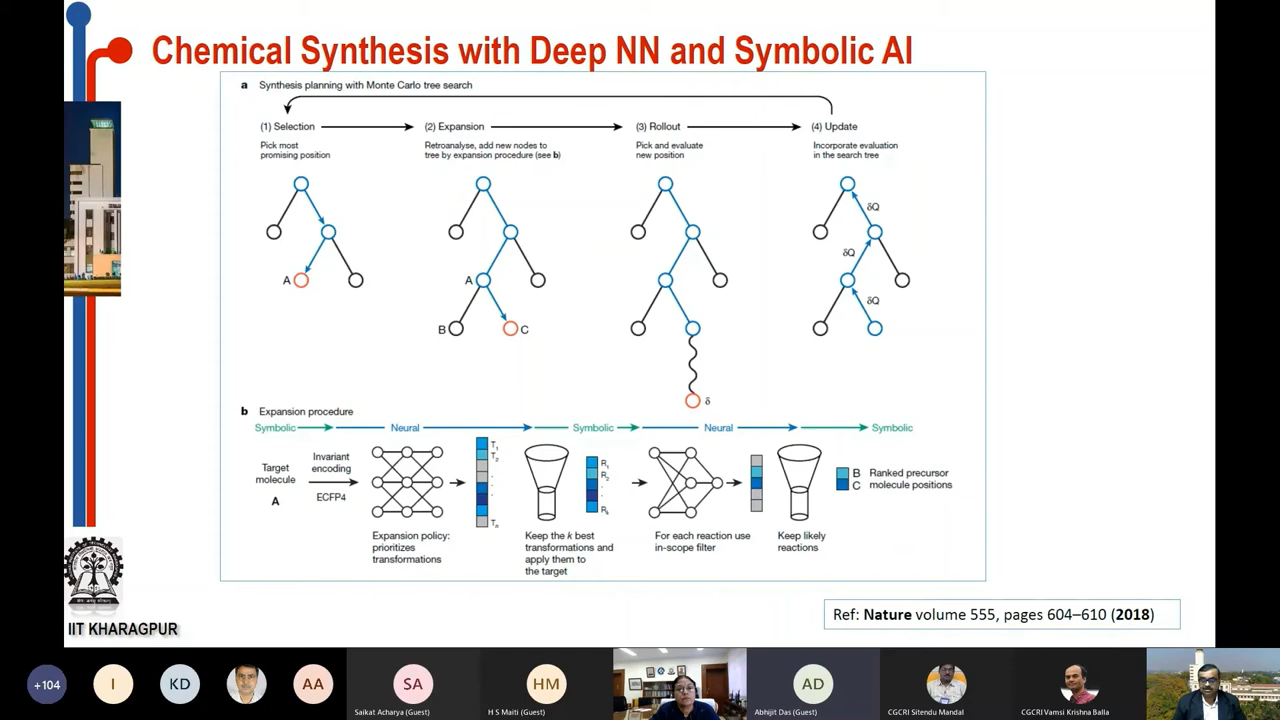 Chemical Synthesis with Deep NN and Symbolic AI
a Synthesis planning with Monte Carlo tree search
(1) Selection
Pick most
promising position
(2) Expansion
Retroanalyse, add new nodes to
tree by expansion procedure (see b)
(3) Rollout
Pick and evaluate
new position
(4) Update
Incorporate evaluation
in the search tree
A
A
B
C
δ
δQ
δQ
δQ
b Expansion procedure
Symbolic
Neural
Symbolic
Neural
Symbolic
Target
molecule
A
Invariant
encoding
ECFP4
Expansion policy:
prioritizes
transformations
T1
T2
Tn
Keep the k best
transformations and
apply them to
the target
R1
R2
Rk
For each reaction use
in-scope filter
Keep likely
reactions
B
C
Ranked precursor
molecule positions
Ref: Nature volume 555, pages 604–610 (2018)
IIT KHARAGPUR
+104
I
KD
AA
SA
Saikat Acharya (Guest)
HM
H S Maiti (Guest)
AD
Abhijit Das (Guest)
CGCRI Sitendu Mandal
CGCRI Vamsi Krishna Balla